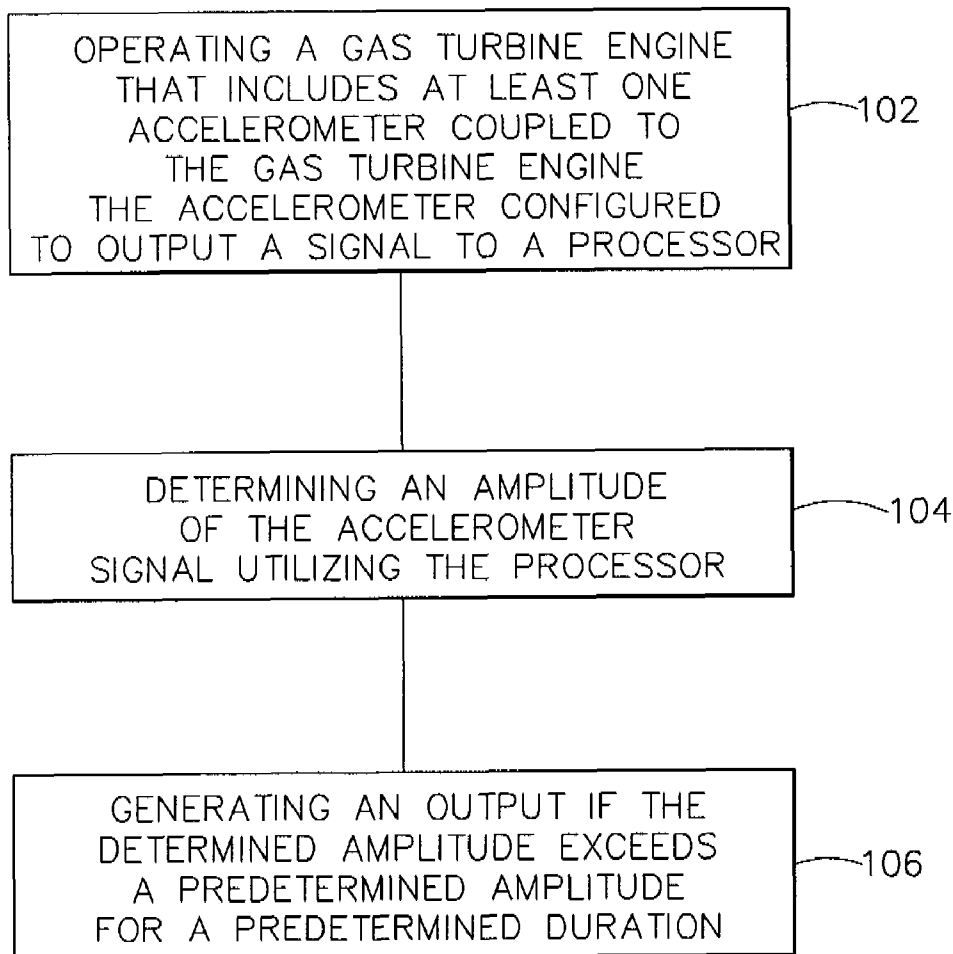 OPERATING A GAS TURBINE ENGINE
THAT INCLUDES AT LEAST ONE
ACCELEROMETER COUPLED TO
THE GAS TURBINE ENGINE
THE ACCELEROMETER CONFIGURED
TO OUTPUT A SIGNAL TO A PROCESSOR
102
DETERMINING AN AMPLITUDE
OF THE ACCELEROMETER
SIGNAL UTILIZING THE PROCESSOR
104
GENERATING AN OUTPUT IF THE
DETERMINED AMPLITUDE EXCEEDS
A PREDETERMINED AMPLITUDE
FOR A PREDETERMINED DURATION
106